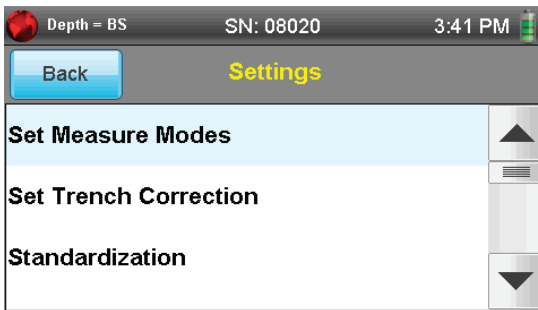 Depth = BS SN: 08020 3:41 PM
Back Settings
Set Measure Modes
Set Trench Correction
Standardization